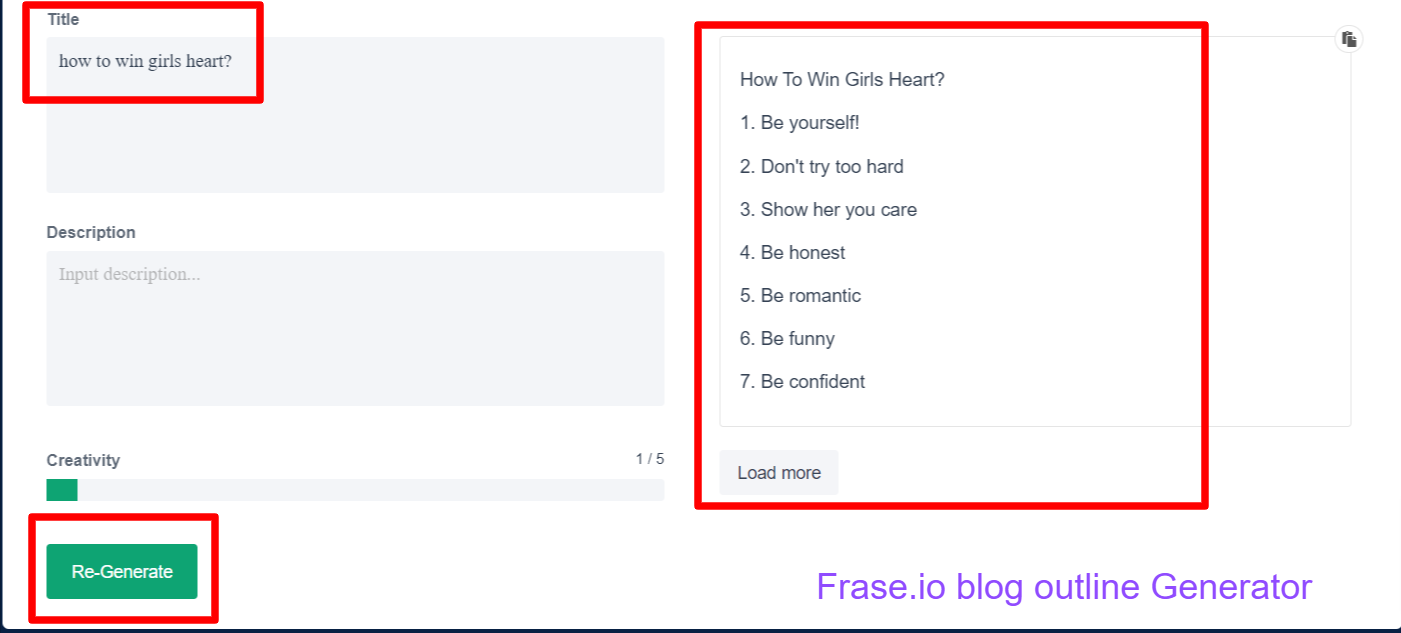 Title
how to win girls heart?
Description
Input description...
Creativity
1 / 5
Re-Generate
How To Win Girls Heart?
1. Be yourself!
2. Don't try too hard
3. Show her you care
4. Be honest
5. Be romantic
6. Be funny
7. Be confident
Load more
Frase.io blog outline Generator